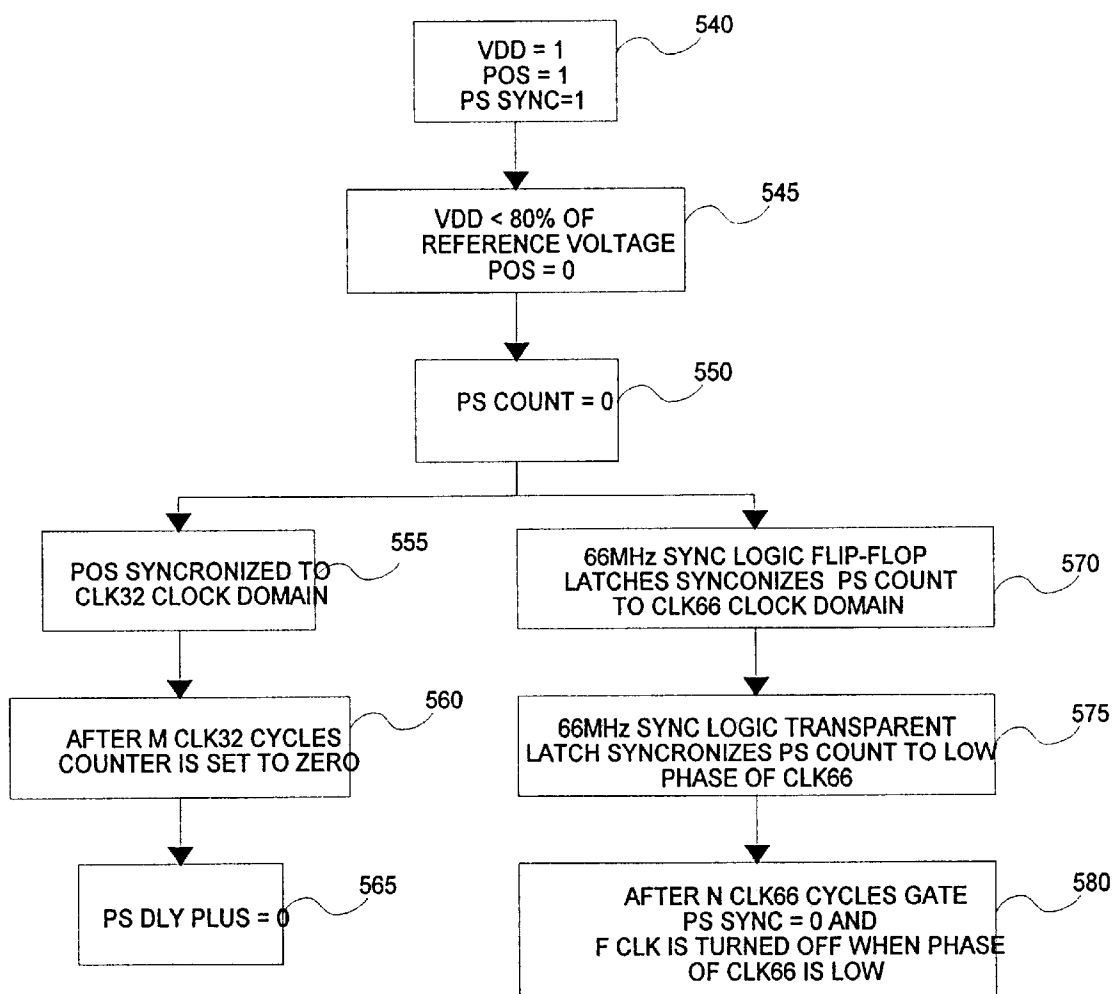 VDD = 1
POS = 1
PS SYNC=1
540
VDD < 80% OF
REFERENCE VOLTAGE
POS = 0
545
PS COUNT = 0
550
POS SYNCRONIZED TO
CLK32 CLOCK DOMAIN
555
AFTER M CLK32 CYCLES
COUNTER IS SET TO ZERO
560
PS DLY PLUS = 0
565
66MHz SYNC LOGIC FLIP-FLOP
LATCHES SYNCONIZES PS COUNT
TO CLK66 CLOCK DOMAIN
570
66MHz SYNC LOGIC TRANSPARENT
LATCH SYNCRONIZES PS COUNT TO LOW
PHASE OF CLK66
575
AFTER N CLK66 CYCLES GATE
PS SYNC = 0 AND
F CLK IS TURNED OFF WHEN PHASE
OF CLK66 IS LOW
580